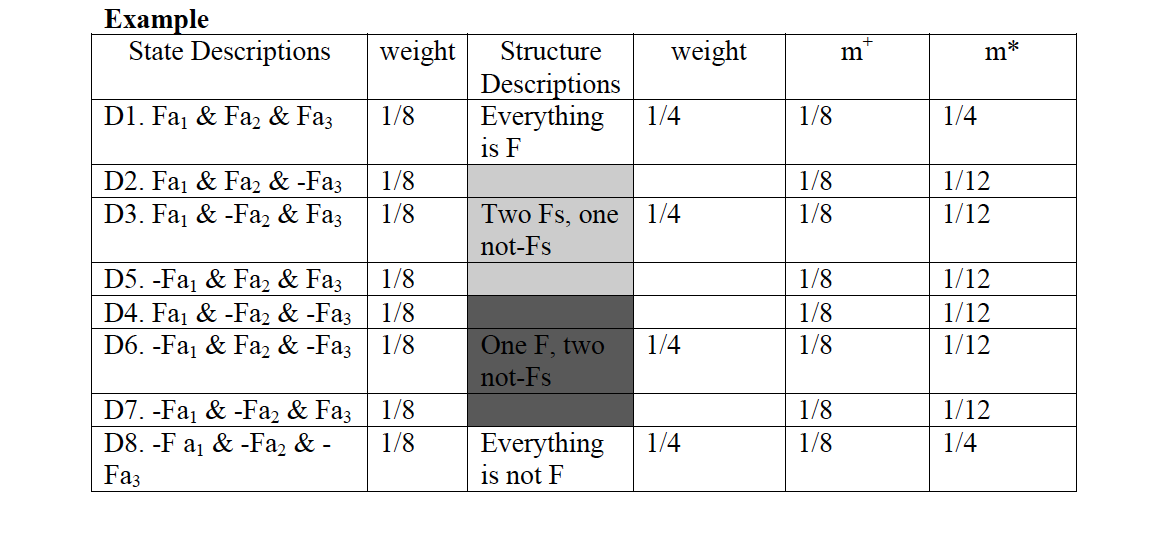 Example
State Descriptions weight Structure Descriptions weight m⁺ m*
D1. Fa₁ & Fa₂ & Fa₃ 1/8 Everything is F 1/4 1/8 1/4
D2. Fa₁ & Fa₂ & -Fa₃ 1/8 1/8 1/12
D3. Fa₁ & -Fa₂ & Fa₃ 1/8 Two Fs, one not-Fs 1/4 1/8 1/12
D5. -Fa₁ & Fa₂ & Fa₃ 1/8 1/8 1/12
D4. Fa₁ & -Fa₂ & -Fa₃ 1/8 1/8 1/12
D6. -Fa₁ & Fa₂ & -Fa₃ 1/8 One F, two not-Fs 1/4 1/8 1/12
D7. -Fa₁ & -Fa₂ & Fa₃ 1/8 1/8 1/12
D8. -F a₁ & -Fa₂ & -Fa₃ 1/8 Everything is not F 1/4 1/8 1/4